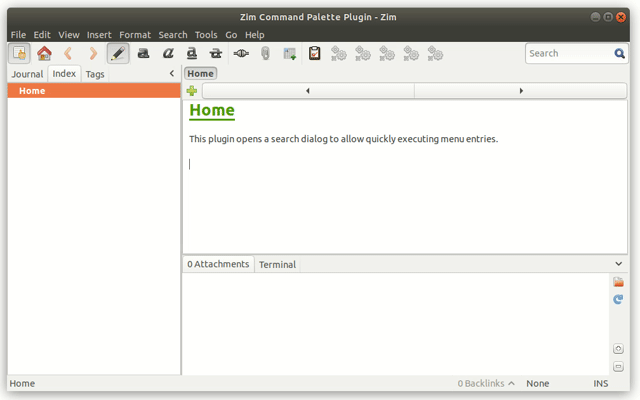 Zim Command Palette Plugin - Zim
File Edit View Insert Format Search Tools Go Help
a a a a Search
Journal Index Tags
Home
Home
Home
This plugin opens a search dialog to allow quickly executing menu entries.
0 Attachments Terminal
Home 0 Backlinks None INS